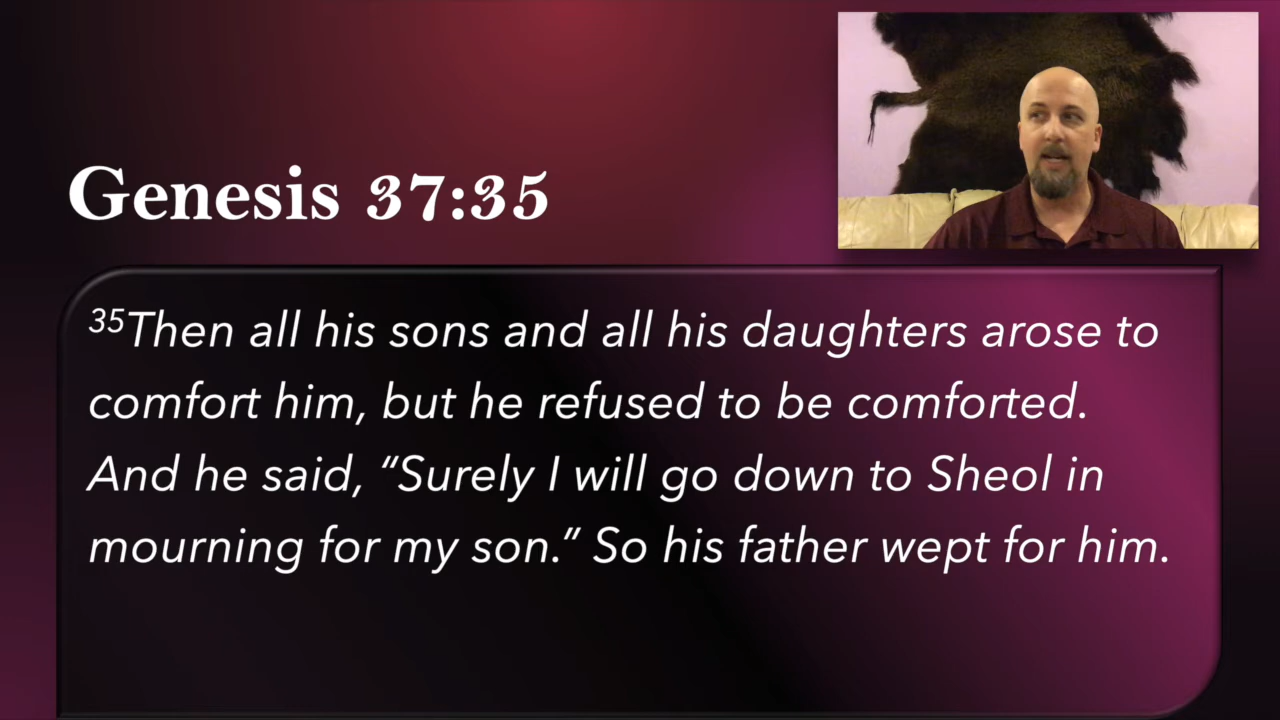 Genesis 37:35
³⁵Then all his sons and all his daughters arose to
comfort him, but he refused to be comforted.
And he said, “Surely I will go down to Sheol in
mourning for my son.” So his father wept for him.